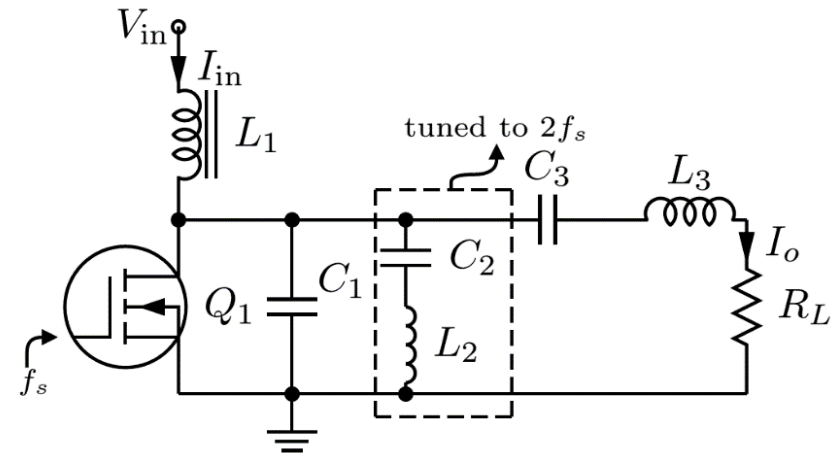 V_in
I_in
L_1
tuned to 2f_s
C_3
L_3
I_o
C_2
C_1
Q_1
R_L
L_2
f_s